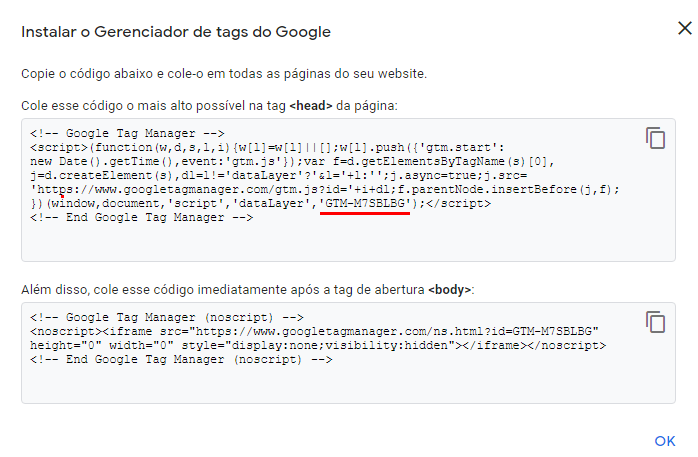 Instalar o Gerenciador de tags do Google
Copie o código abaixo e cole-o em todas as páginas do seu website.
Cole esse código o mais alto possível na tag <head> da página:
<!-- Google Tag Manager -->
<script>(function(w,d,s,l,i){w[l]=w[l]||[];w[l].push({'gtm.start':
new Date().getTime(),event:'gtm.js'});var f=d.getElementsByTagName(s)[0],
j=d.createElement(s),dl=l!='dataLayer'?'&l='+l:'';j.async=true;j.src=
'https://www.googletagmanager.com/gtm.js?id='+i+dl;f.parentNode.insertBefore(j,f);
})(window,document,'script','dataLayer','GTM-M7SBLBG');</script>
<!-- End Google Tag Manager -->
Além disso, cole esse código imediatamente após a tag de abertura <body>:
<!-- Google Tag Manager (noscript) -->
<noscript><iframe src="https://www.googletagmanager.com/ns.html?id=GTM-M7SBLBG"
height="0" width="0" style="display:none;visibility:hidden"></iframe></noscript>
<!-- End Google Tag Manager (noscript) -->
OK